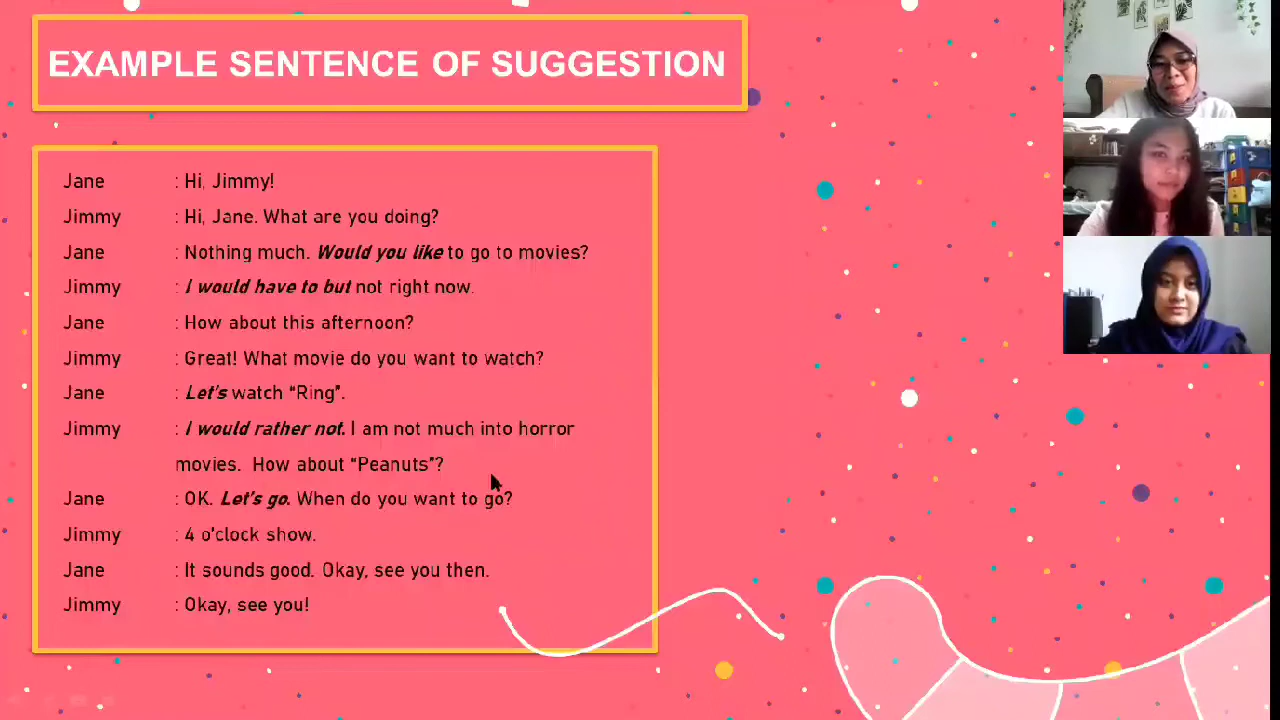 EXAMPLE SENTENCE OF SUGGESTION
Jane : Hi, Jimmy!
Jimmy : Hi, Jane. What are you doing?
Jane : Nothing much. Would you like to go to movies?
Jimmy : I would have to but not right now.
Jane : How about this afternoon?
Jimmy : Great! What movie do you want to watch?
Jane : Let's watch “Ring”.
Jimmy : I would rather not. I am not much into horror
movies. How about “Peanuts”?
Jane : OK. Let's go. When do you want to go?
Jimmy : 4 o'clock show.
Jane : It sounds good. Okay, see you then.
Jimmy : Okay, see you!